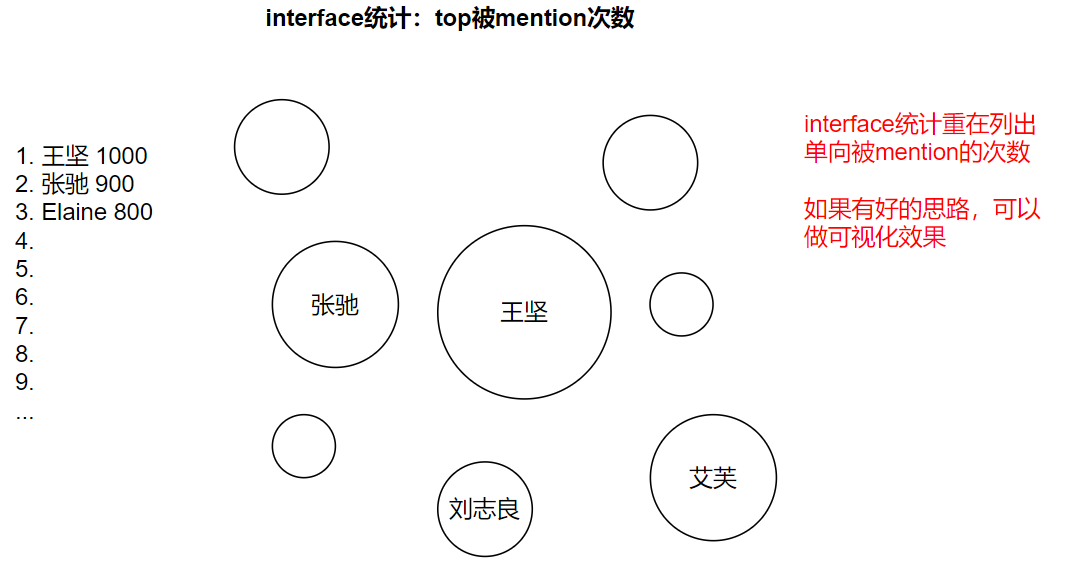 interface统计：top被mention次数
1. 王坚 1000
2. 张驰 900
3. Elaine 800
4.
5.
6.
7.
8.
9.
...
张驰
王坚
刘志良
艾芙
interface统计重在列出
单向被mention的次数
如果有好的思路，可以
做可视化效果